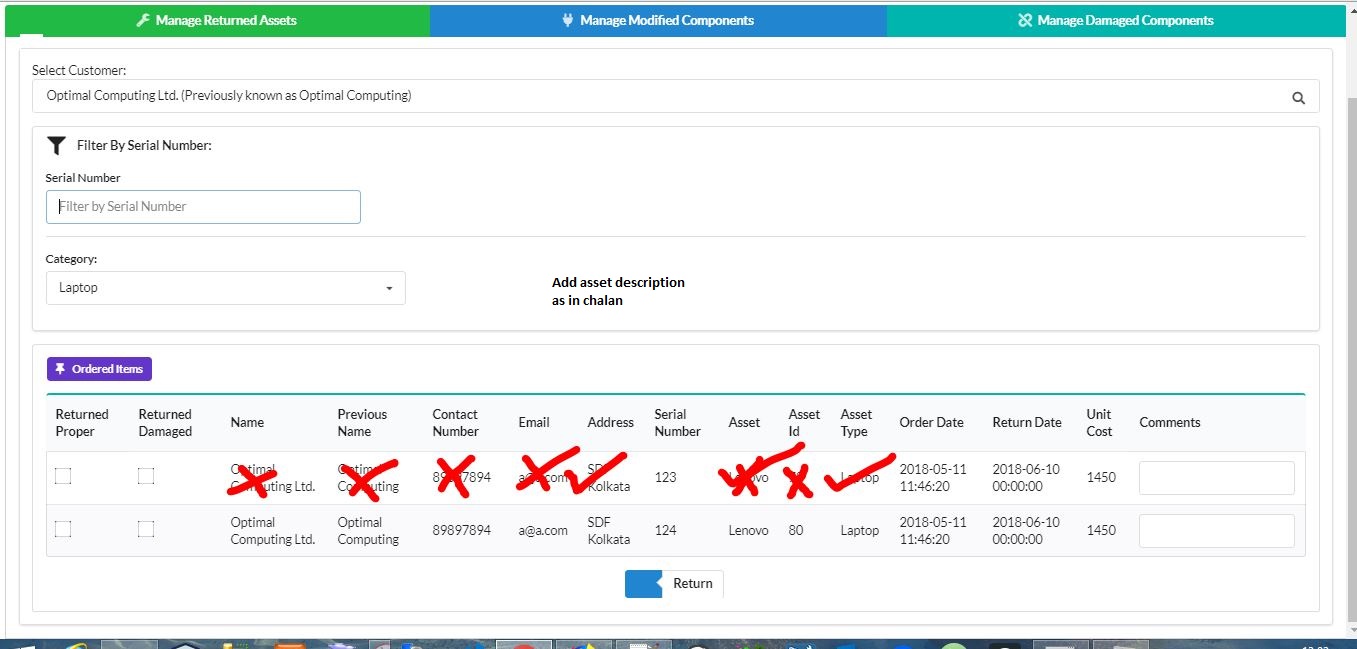 Manage Returned Assets
Manage Modified Components
Manage Damaged Components
Select Customer:
Optimal Computing Ltd. (Previously known as Optimal Computing)
Filter By Serial Number:
Serial Number
Filter by Serial Number
Category:
Laptop
Add asset description
as in chalan
Ordered Items
Returned Proper Returned Damaged Name Previous Name Contact Number Email Address Serial Number Asset Asset Id Asset Type Order Date Return Date Unit Cost Comments
Optimal Computing Ltd. Optimal Computing 89897894 a@a.com SDF Kolkata 123 Lenovo Laptop 2018-05-11 11:46:20 2018-06-10 00:00:00 1450
Optimal Computing Ltd. Optimal Computing 89897894 a@a.com SDF Kolkata 124 Lenovo 80 Laptop 2018-05-11 11:46:20 2018-06-10 00:00:00 1450
Return